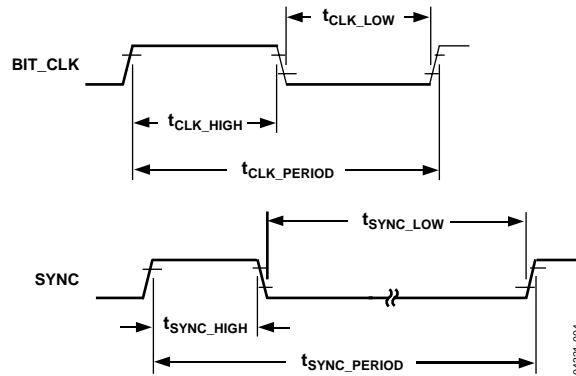 tCLK_LOW
BIT_CLK
tCLK_HIGH
tCLK_PERIOD
tSYNC_LOW
SYNC
tSYNC_HIGH
tSYNC_PERIOD